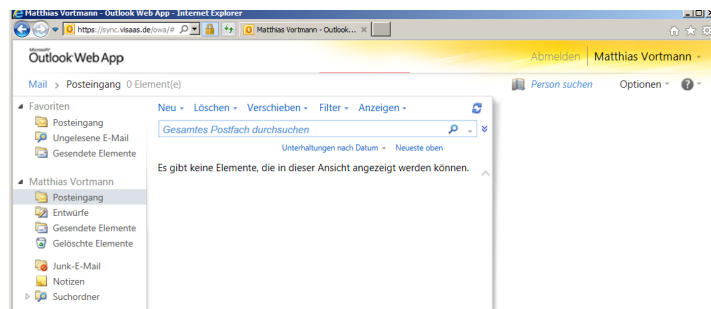 Matthias Vortmann - Outlook Web App - Internet Explorer
https://sync.visaas.de/owa/# Matthias Vortmann - Outlook...
Microsoft
Outlook Web App Abmelden Matthias Vortmann
Mail > Posteingang 0 Element(e) Person suchen Optionen ?
Favoriten
Posteingang
Ungelesene E-Mail
Gesendete Elemente
Matthias Vortmann
Posteingang
Entwürfe
Gesendete Elemente
Gelöschte Elemente
Junk-E-Mail
Notizen
Suchordner
Neu Löschen Verschieben Filter Anzeigen
Gesamtes Postfach durchsuchen
Unterhaltungen nach Datum Neueste oben
Es gibt keine Elemente, die in dieser Ansicht angezeigt werden können.